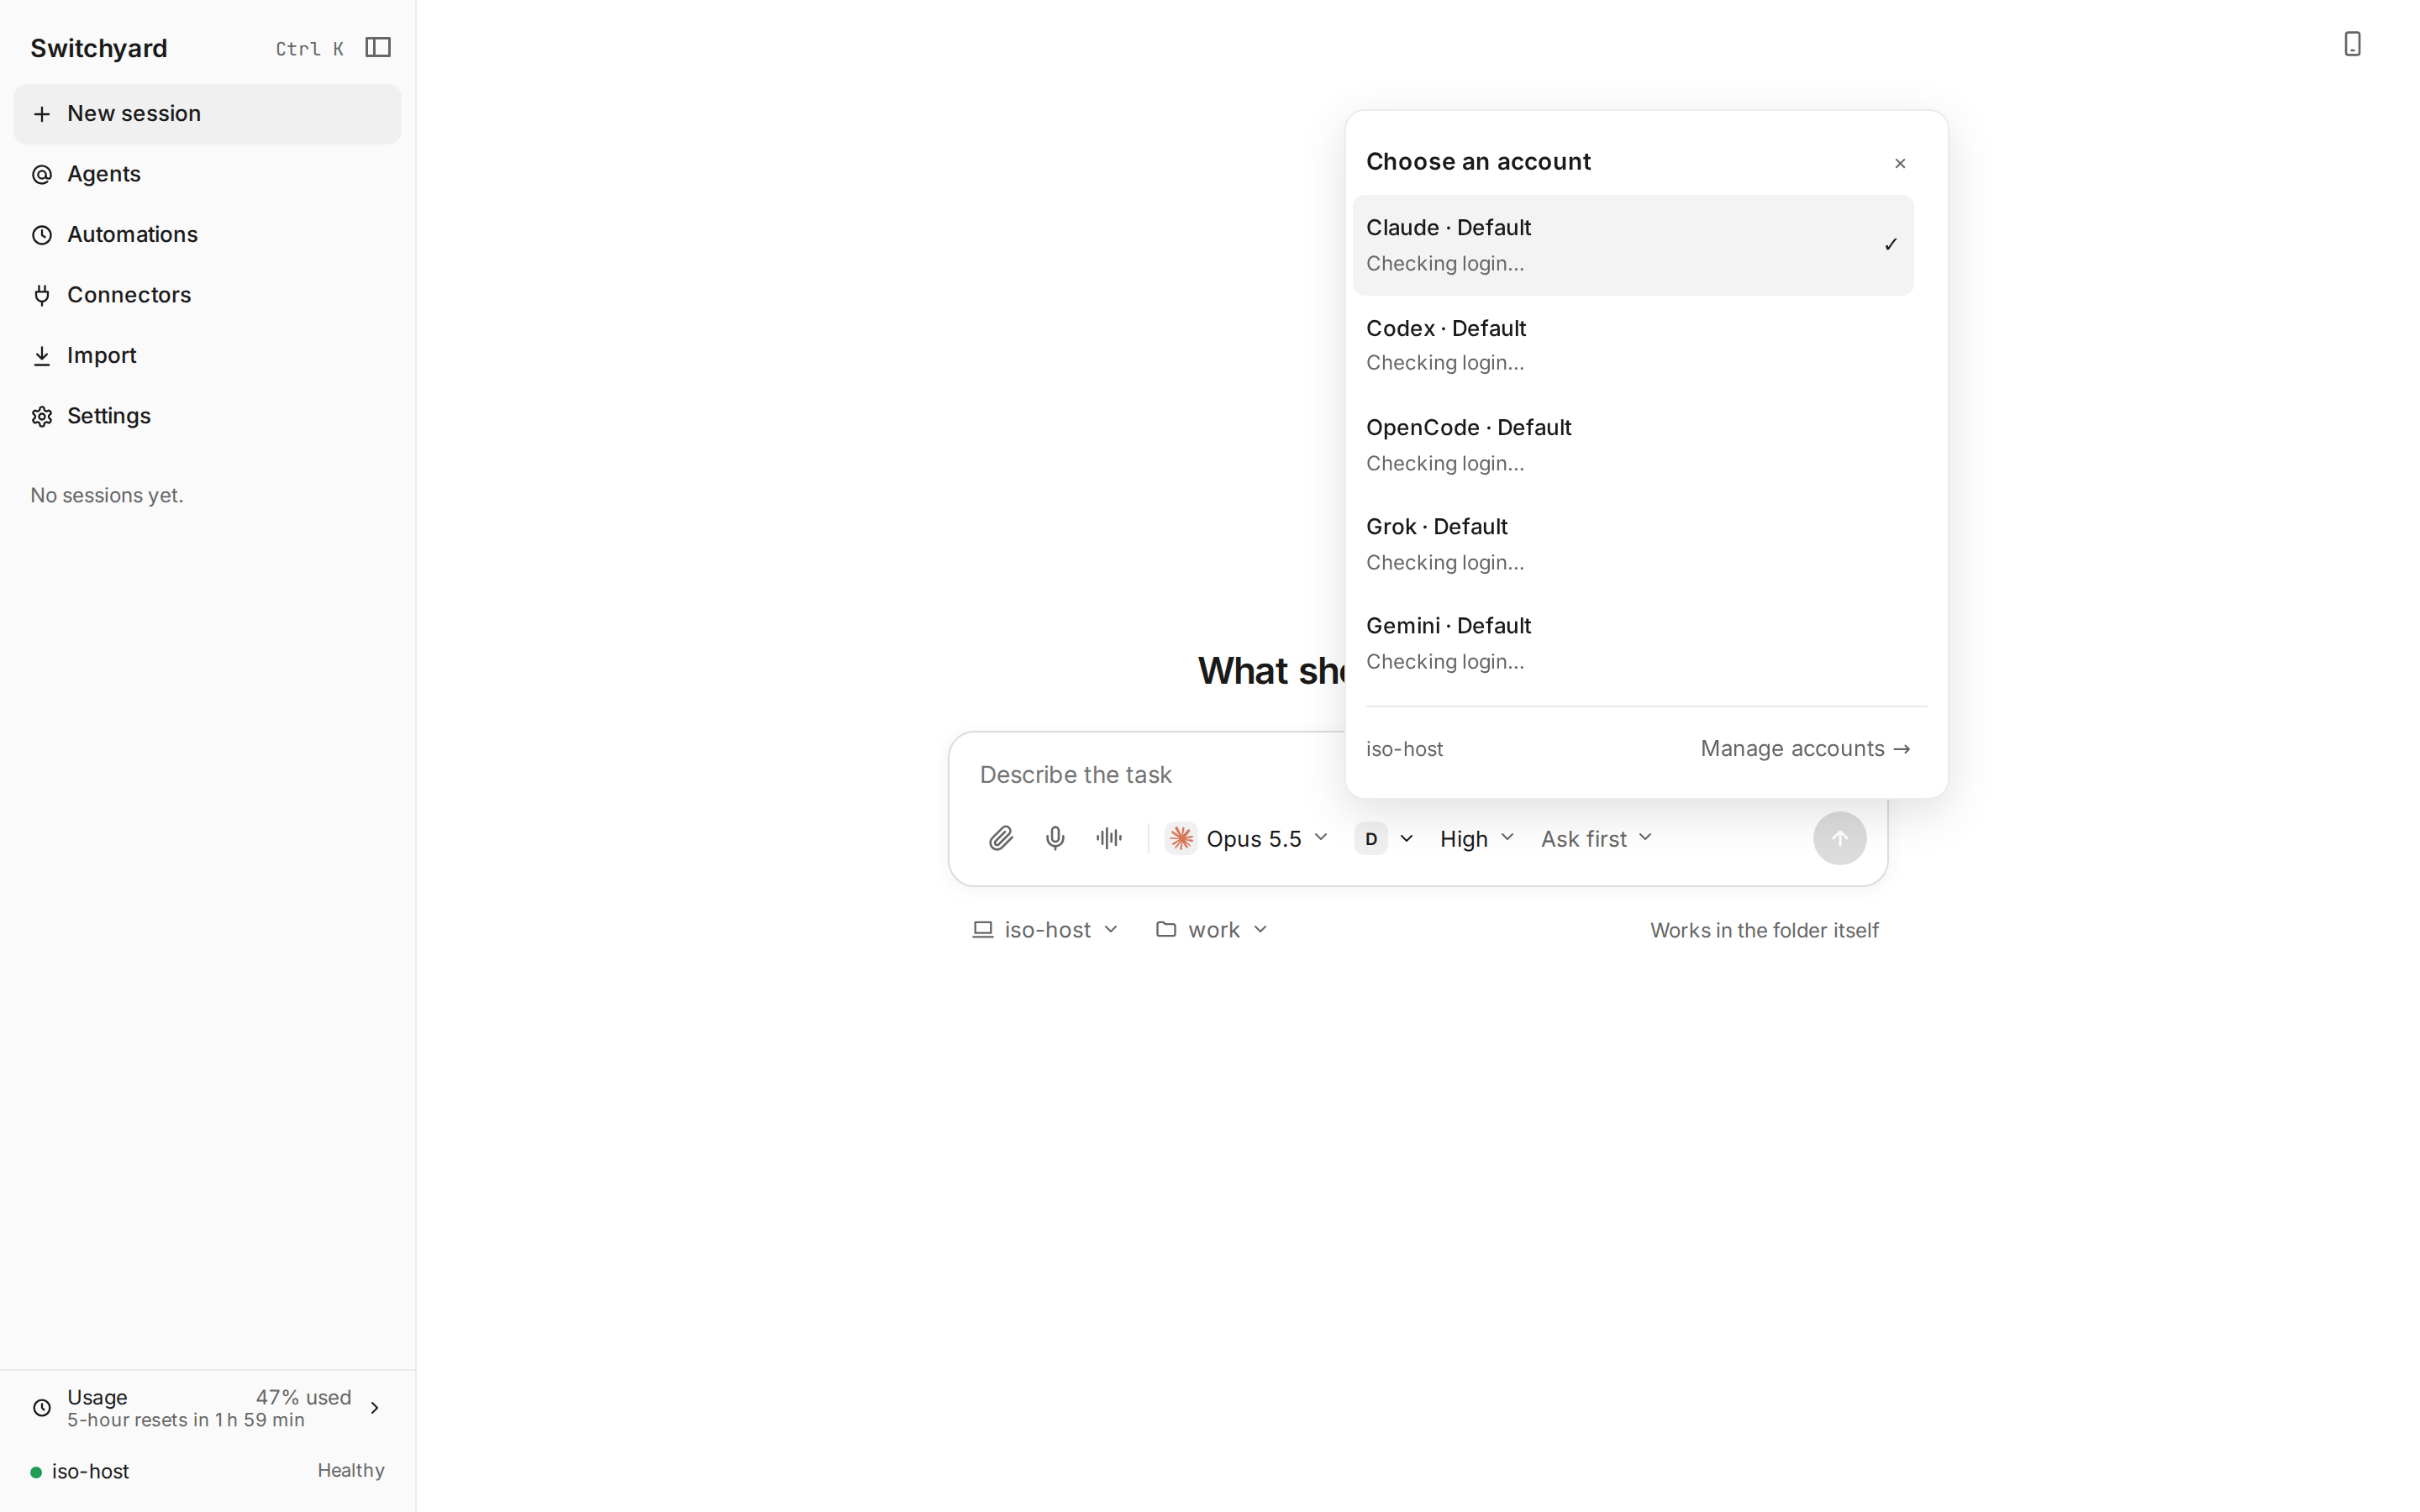 Switchyard
Ctrl K
New session
Agents
Automations
Connectors
Import
Settings
No sessions yet.
Usage
47% used
5-hour resets in 1 h 59 min
iso-host
Healthy
Choose an account
×
Claude · Default
Checking login...
✓
Codex · Default
Checking login...
OpenCode · Default
Checking login...
Grok · Default
Checking login...
Gemini · Default
Checking login...
iso-host
Manage accounts →
What
Describe the task
Opus 5.5
D
High
Ask first
iso-host
work
Works in the folder itself